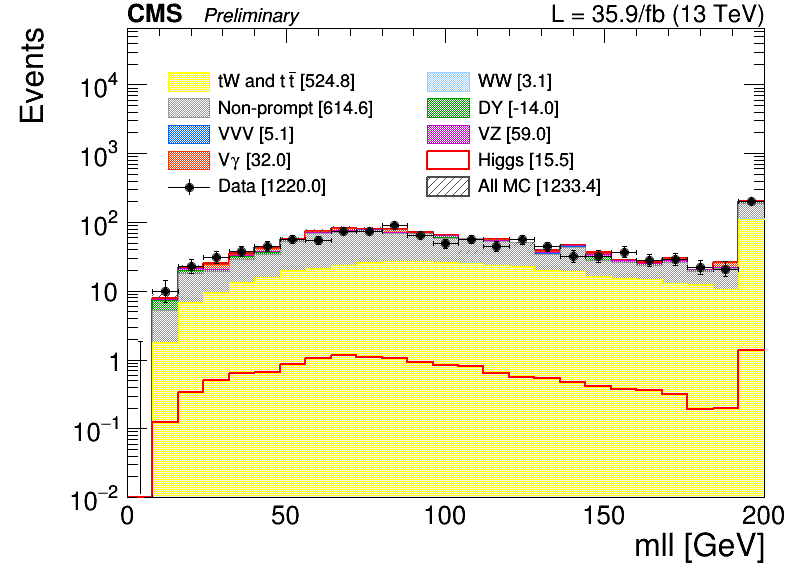 CMS Preliminary L = 35.9/fb (13 TeV)
Events
10⁴
10³
10²
10
1
10⁻¹
10⁻²
tW and t t̄ [524.8]
Non-prompt [614.6]
VVV [5.1]
Vγ [32.0]
Data [1220.0]
WW [3.1]
DY [-14.0]
VZ [59.0]
Higgs [15.5]
All MC [1233.4]
0 50 100 150 200
mll [GeV]